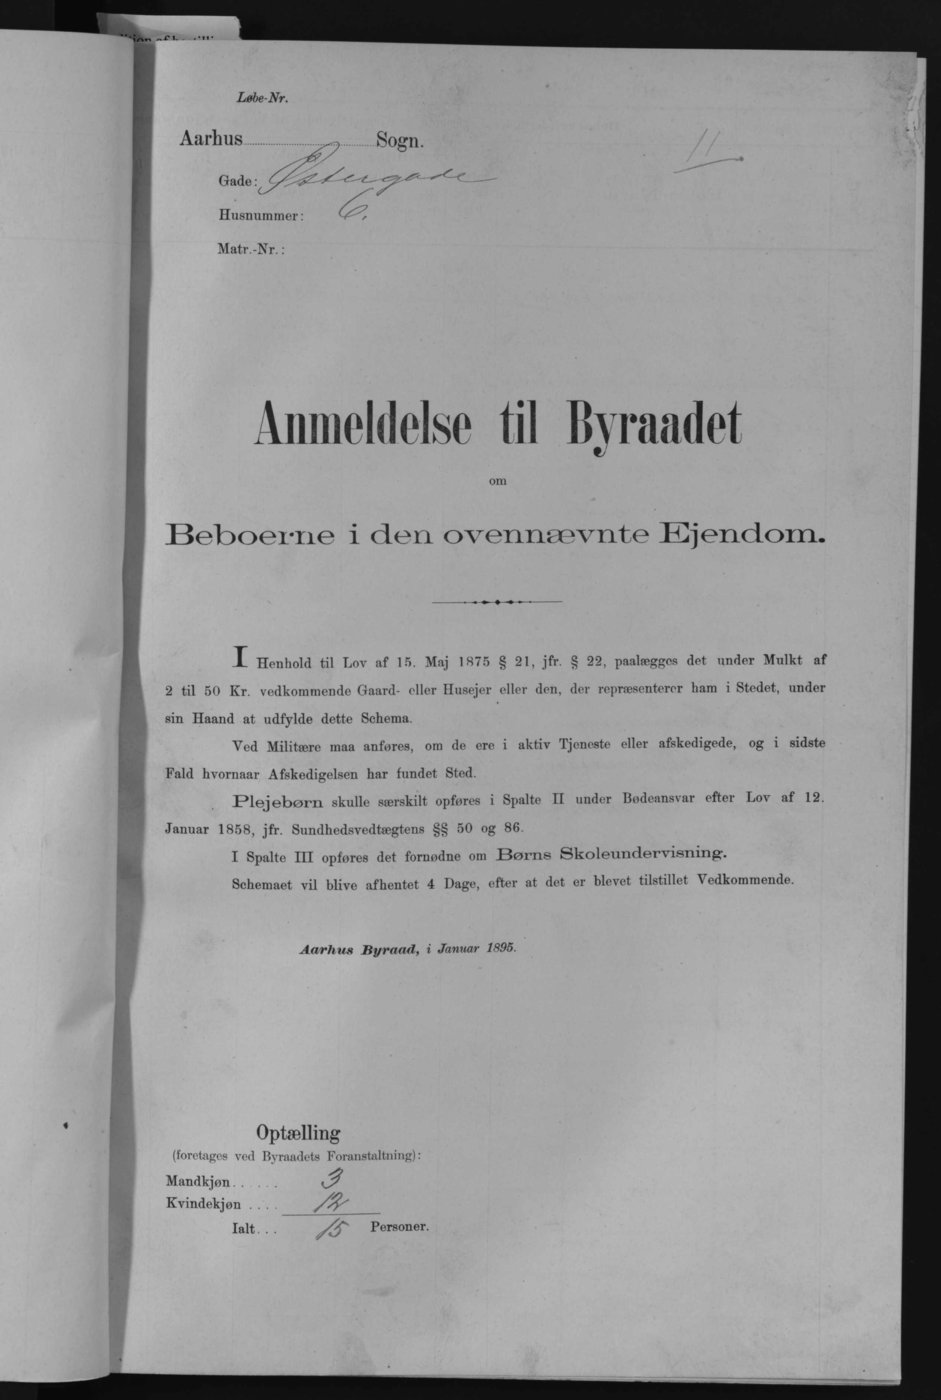 Løbe-Nr.
Aarhus Sogn.
11
Gade: Østergade
Husnummer: 6.
Matr.-Nr.:
Anmeldelse til Byraadet
om
Beboerne i den ovennævnte Ejendom.
I Henhold til Lov af 15. Maj 1875 § 21, jfr. § 22, paalægges det under Mulkt af
2 til 50 Kr. vedkommende Gaard- eller Husejer eller den, der repræsenterer ham i Stedet, under
sin Haand at udfylde dette Schema.
Ved Militære maa anføres, om de ere i aktiv Tjeneste eller afskedigede, og i sidste
Fald hvornaar Afskedigelsen har fundet Sted.
Plejebørn skulle særskilt opføres i Spalte II under Bødeansvar efter Lov af 12.
Januar 1858, jfr. Sundhedsvedtægtens §§ 50 og 86.
I Spalte III opføres det fornødne om Børns Skoleundervisning.
Schemaet vil blive afhentet 4 Dage, efter at det er blevet tilstillet Vedkommende.
Aarhus Byraad, i Januar 1895.
Optælling
(foretages ved Byraadets Foranstaltning):
Mandkjøn...... 3
Kvindekjøn .... 12
Ialt... 15 Personer.